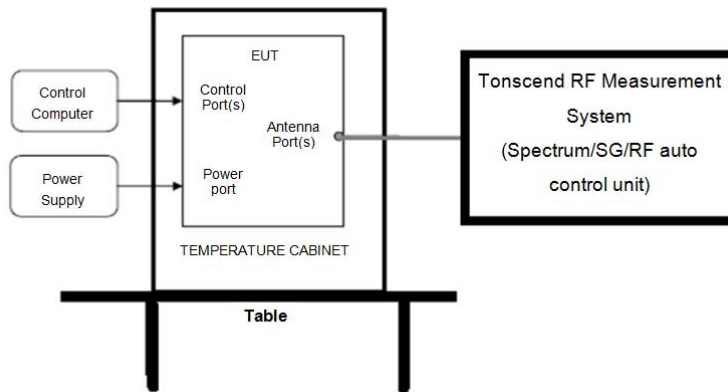 EUT
Control
Computer
Control
Port(s)
Antenna
Port(s)
Power
Supply
Power
port
TEMPERATURE CABINET
Table
Tonscend RF Measurement
System
(Spectrum/SG/RF auto
control unit)